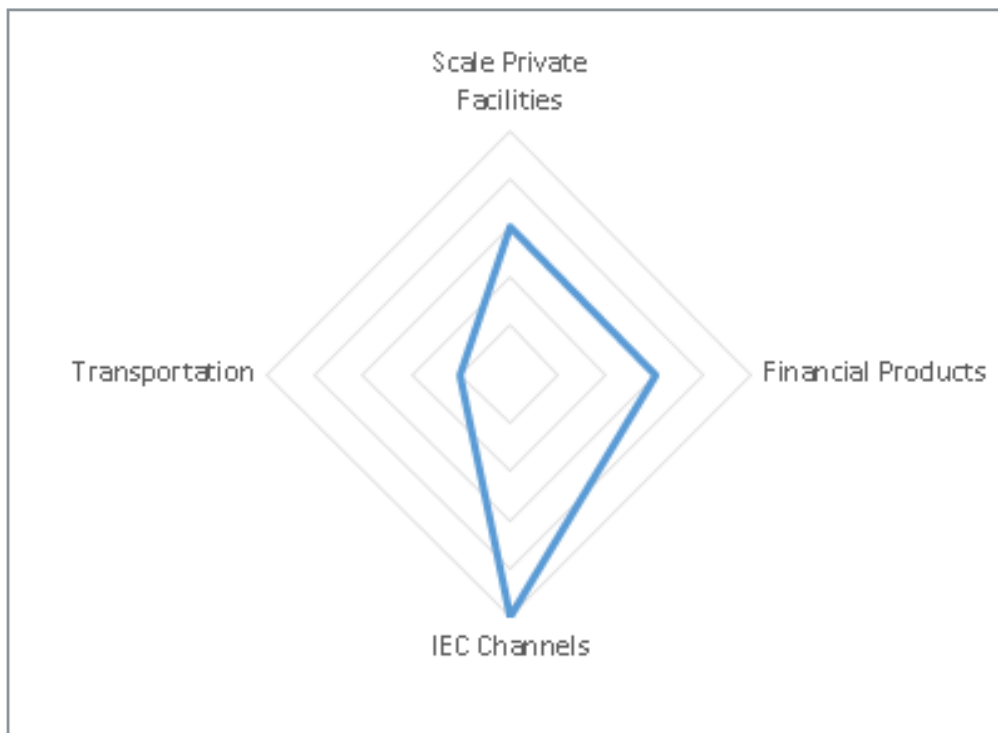 Scale Private
Facilities
Transportation
Financial Products
IEC Channels